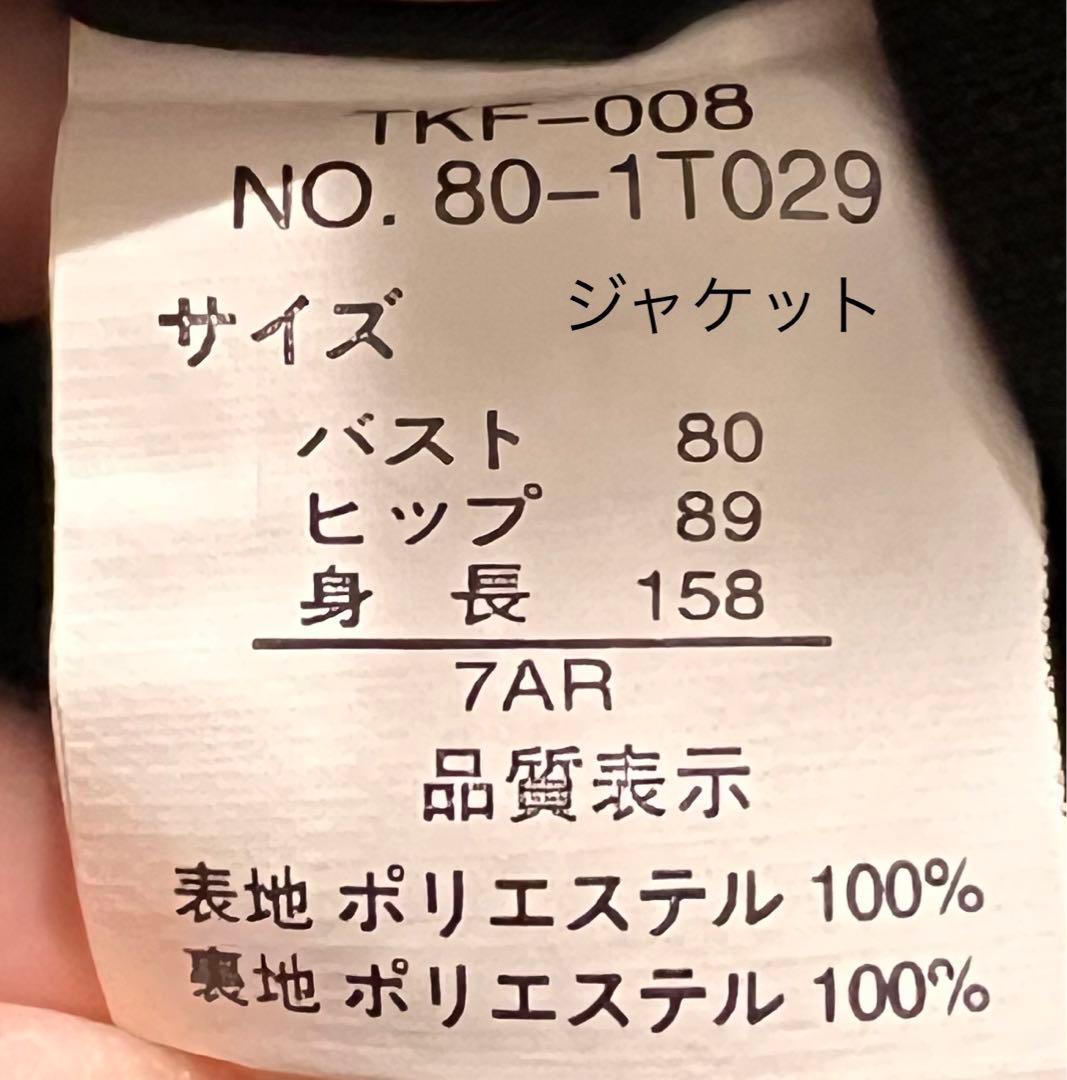 TKF-008
NO. 80-1T029
サイズ ジャケット
バスト 80
ヒップ 89
身長 158
7AR
品質表示
表地 ポリエステル 100%
裏地 ポリエステル 100%